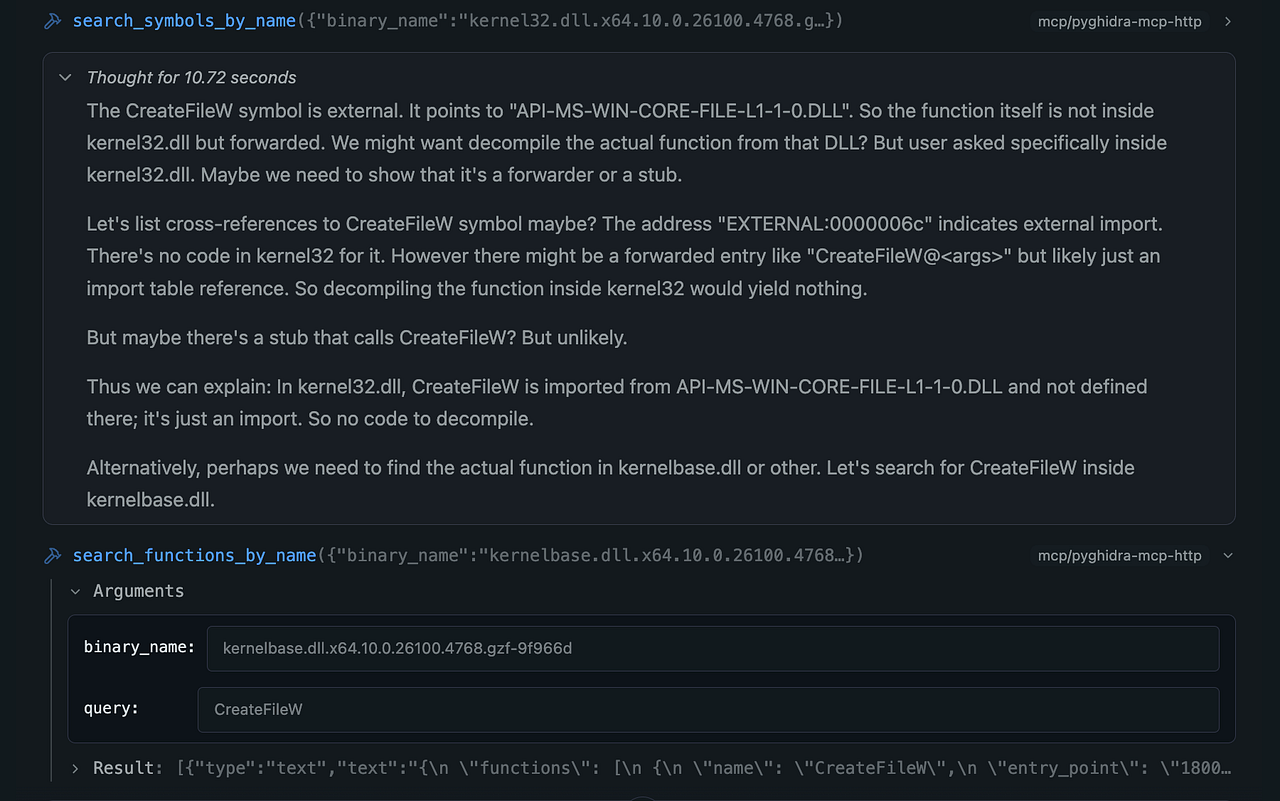 search_symbols_by_name({"binary_name":"kernel32.dll.x64.10.0.26100.4768.g…}) mcp/pyghidra-mcp-http
Thought for 10.72 seconds
The CreateFileW symbol is external. It points to "API-MS-WIN-CORE-FILE-L1-1-0.DLL". So the function itself is not inside
kernel32.dll but forwarded. We might want decompile the actual function from that DLL? But user asked specifically inside
kernel32.dll. Maybe we need to show that it's a forwarder or a stub.
Let's list cross-references to CreateFileW symbol maybe? The address "EXTERNAL:0000006c" indicates external import.
There's no code in kernel32 for it. However there might be a forwarded entry like "CreateFileW@<args>" but likely just an
import table reference. So decompiling the function inside kernel32 would yield nothing.
But maybe there's a stub that calls CreateFileW? But unlikely.
Thus we can explain: In kernel32.dll, CreateFileW is imported from API-MS-WIN-CORE-FILE-L1-1-0.DLL and not defined
there; it's just an import. So no code to decompile.
Alternatively, perhaps we need to find the actual function in kernelbase.dll or other. Let's search for CreateFileW inside
kernelbase.dll.
search_functions_by_name({"binary_name":"kernelbase.dll.x64.10.0.26100.4768…}) mcp/pyghidra-mcp-http
Arguments
binary_name: kernelbase.dll.x64.10.0.26100.4768.gzf-9f966d
query: CreateFileW
Result: [{"type":"text","text":"{\n \"functions\": [\n {\n \"name\": \"CreateFileW\",\n \"entry_point\": \"1800…